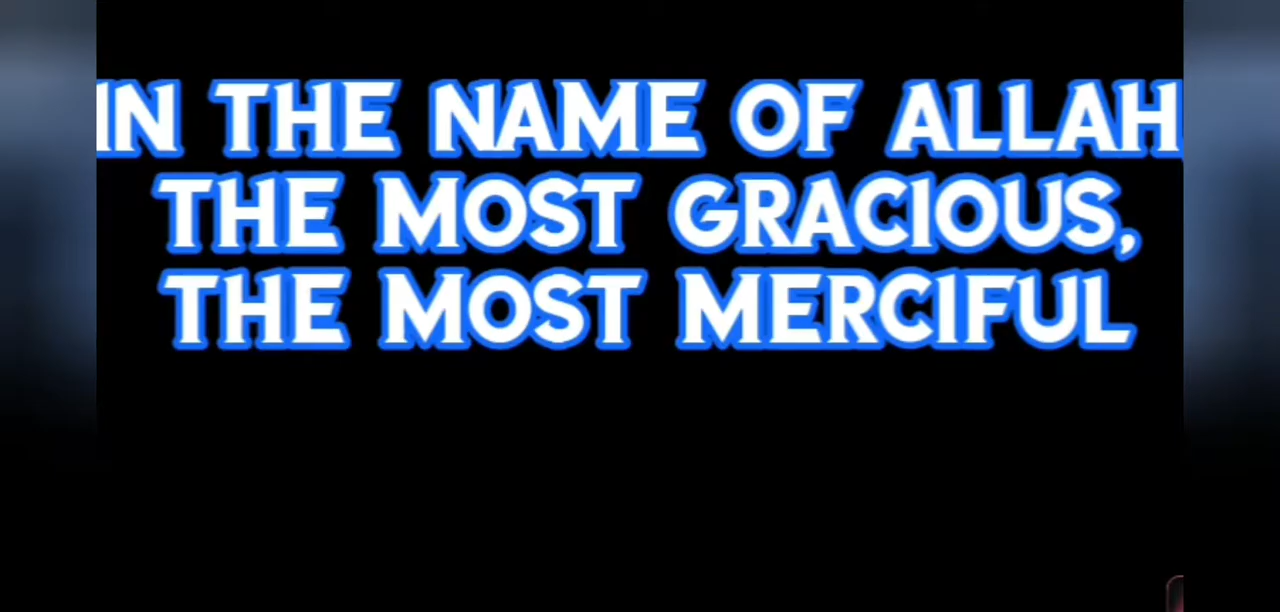 IN THE NAME OF ALLAH,
THE MOST GRACIOUS,
THE MOST MERCIFUL